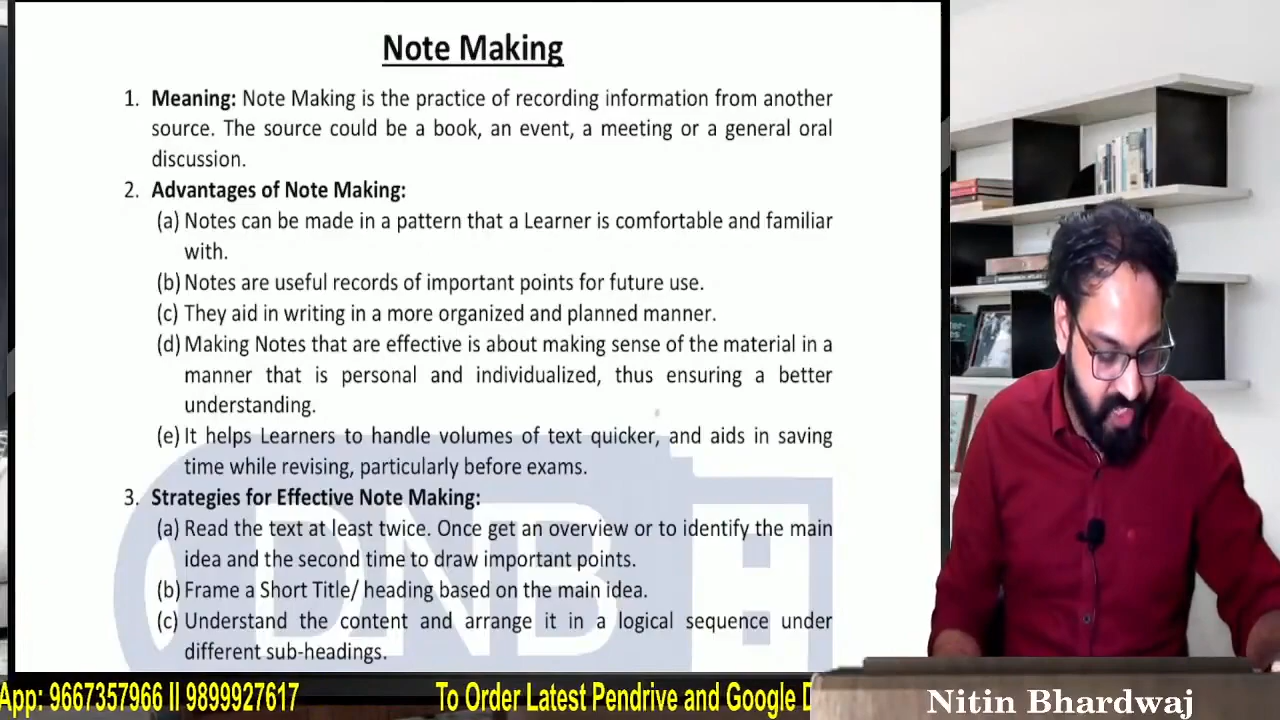 Note Making
1. Meaning: Note Making is the practice of recording information from another
source. The source could be a book, an event, a meeting or a general oral
discussion.
2. Advantages of Note Making:
(a) Notes can be made in a pattern that a Learner is comfortable and familiar
with.
(b) Notes are useful records of important points for future use.
(c) They aid in writing in a more organized and planned manner.
(d) Making Notes that are effective is about making sense of the material in a
manner that is personal and individualized, thus ensuring a better
understanding.
(e) It helps Learners to handle volumes of text quicker, and aids in saving
time while revising, particularly before exams.
3. Strategies for Effective Note Making:
(a) Read the text at least twice. Once get an overview or to identify the main
idea and the second time to draw important points.
(b) Frame a Short Title/ heading based on the main idea.
(c) Understand the content and arrange it in a logical sequence under
different sub-headings.
DNB
App: 9667357966 II 9899927617 To Order Latest Pendrive and Google
Nitin Bhardwaj